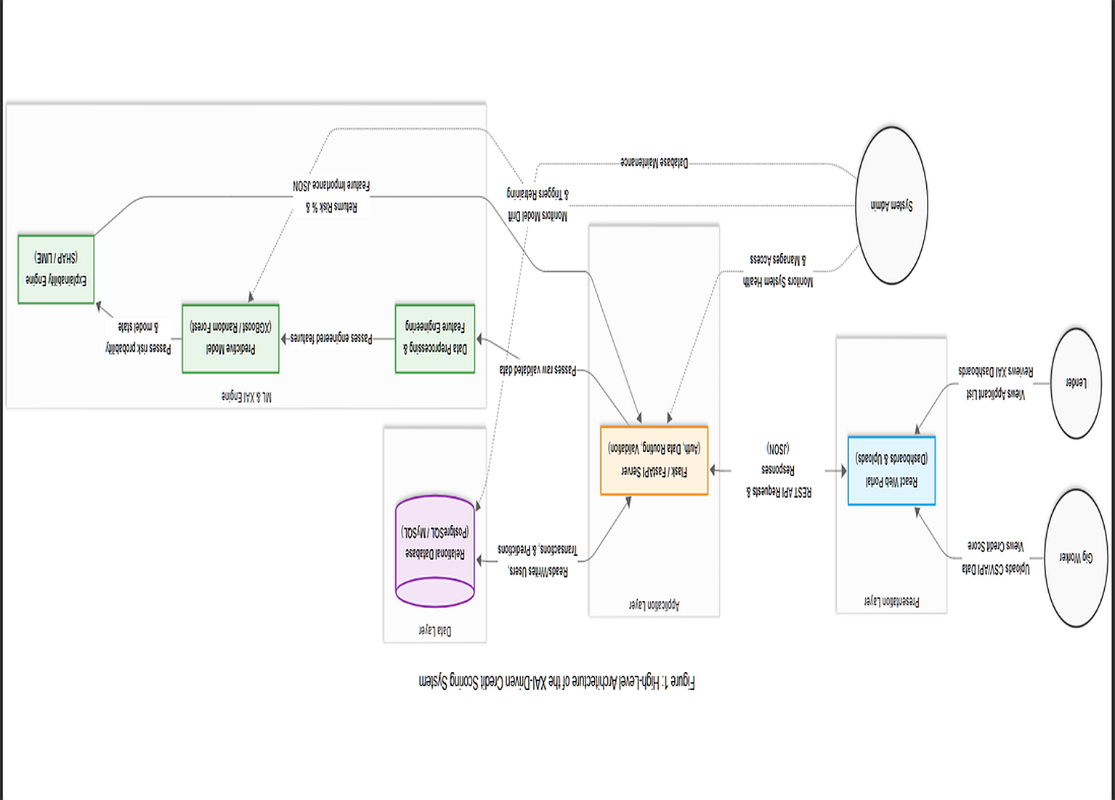 Figure 1: High-Level Architecture of the XAI-Driven Credit Scoring System
Gig Worker
Uploads CSV/API Data
Views Credit Score
Lender
Views Applicant List
Reviews XAI Dashboards
Presentation Layer
React Web Portal
(Dashboards & Uploads)
REST API Requests &
Responses
(JSON)
System Admin
Monitors System Health
& Manages Access
Database Maintenance
Application Layer
Flask / FastAPI Server
(Auth, Data Routing, Validation)
Reads/Writes Users,
Transactions, & Predictions
Passes raw validated data
Monitors Model Drift
& Triggers Retraining
Data Layer
Relational Database
(PostgreSQL / MySQL)
ML & XAI Engine
Data Preprocessing &
Feature Engineering
Passes engineered features
Predictive Model
(XGBoost / Random Forest)
Passes risk probability
& model state
Explainability Engine
(SHAP / LIME)
Returns Risk % &
Feature Importance JSON